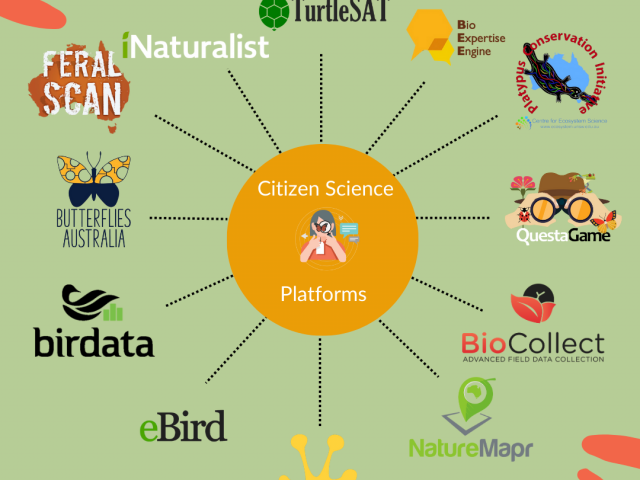 TurtleSAT
iNaturalist
Bio
Expertise
Engine
FERAL
SCAN
Platypus Conservation Initiative
Centre for Ecosystem Science
Citizen Science
Platforms
BUTTERFLIES
AUSTRALIA
QuestaGame
birdata
BioCollect
ADVANCED FIELD DATA COLLECTION
eBird
NatureMapr